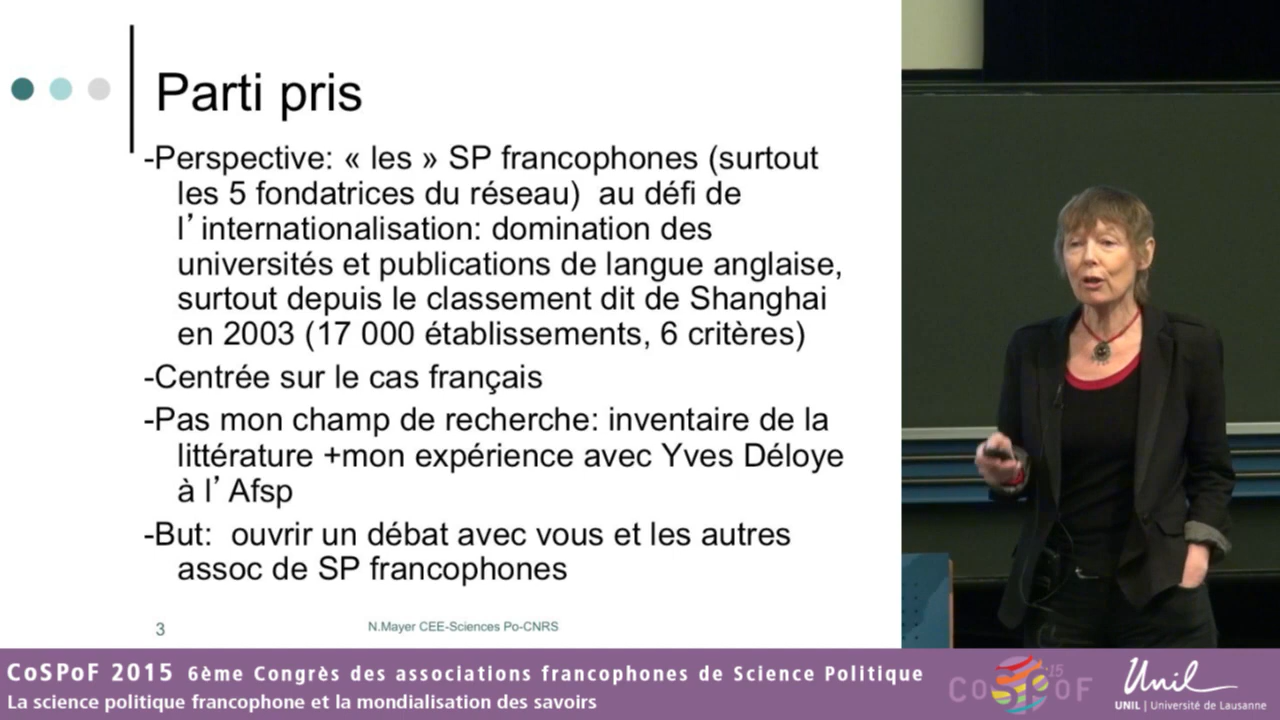 Parti pris
-Perspective: « les » SP francophones (surtout
les 5 fondatrices du réseau)  au défi de
l’internationalisation: domination des
universités et publications de langue anglaise,
surtout depuis le classement dit de Shanghai
en 2003 (17 000 établissements, 6 critères)
-Centrée sur le cas français
-Pas mon champ de recherche: inventaire de la
littérature +mon expérience avec Yves Déloye
à l’Afsp
-But:  ouvrir un débat avec vous et les autres
assoc de SP francophones
3
N.Mayer CEE-Sciences Po-CNRS
CoSPoF 2015 6ème Congrès des associations francophones de Science Politique
La science politique francophone et la mondialisation des savoirs
CoSPoF '15
Unil
UNIL | Université de Lausanne